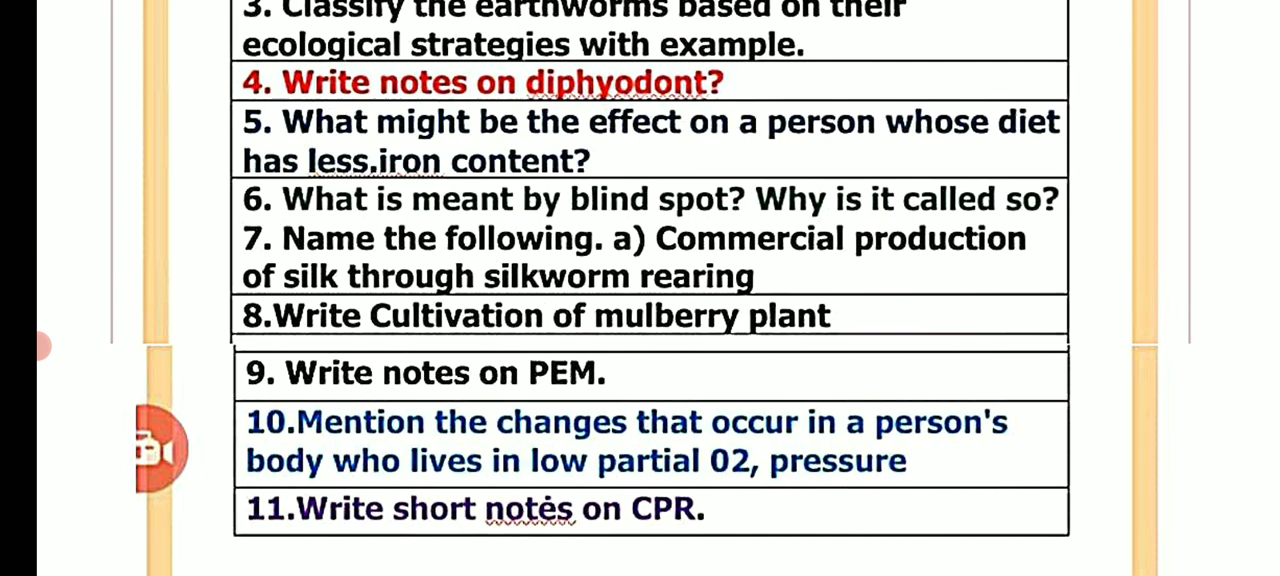 3. Classify the earthworms based on their
ecological strategies with example.
4. Write notes on diphyodont?
5. What might be the effect on a person whose diet
has less.iron content?
6. What is meant by blind spot? Why is it called so?
7. Name the following. a) Commercial production
of silk through silkworm rearing
8.Write Cultivation of mulberry plant
9. Write notes on PEM.
10.Mention the changes that occur in a person's
body who lives in low partial 02, pressure
11.Write short notės on CPR.